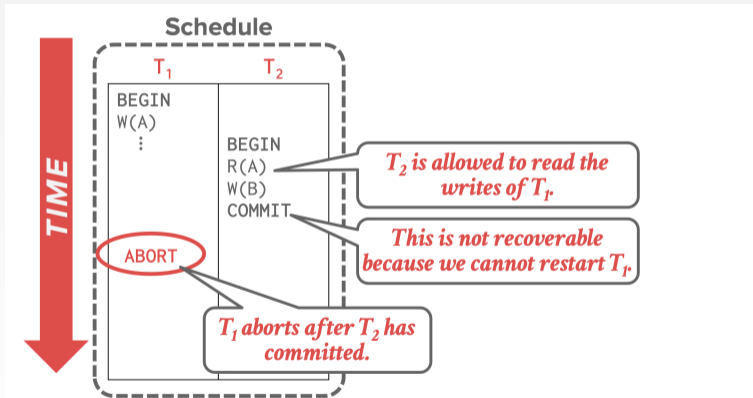 Schedule
TIME
T1 T2
BEGIN
W(A)
⋮
BEGIN
R(A)
W(B)
COMMIT
ABORT
T2 is allowed to read the
writes of T1.
This is not recoverable
because we cannot restart T1.
T1 aborts after T2 has
committed.